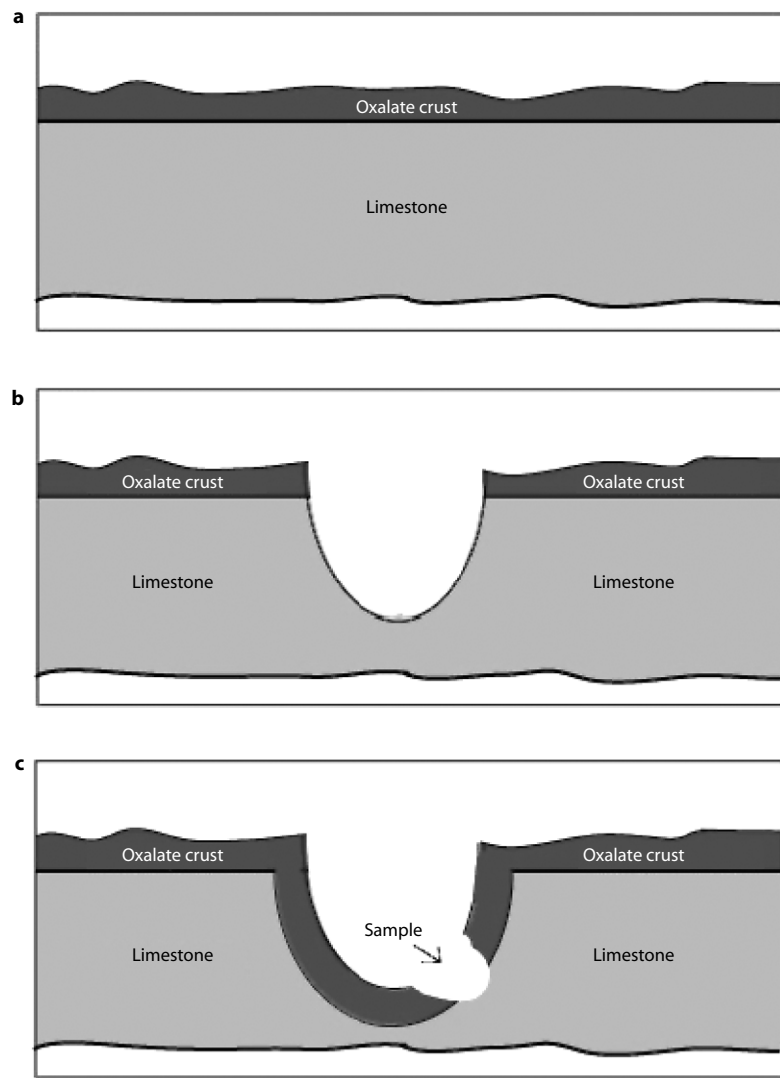 a
Oxalate crust
Limestone
b
Oxalate crust
Oxalate crust
Limestone
Limestone
c
Oxalate crust
Oxalate crust
Sample
Limestone
Limestone